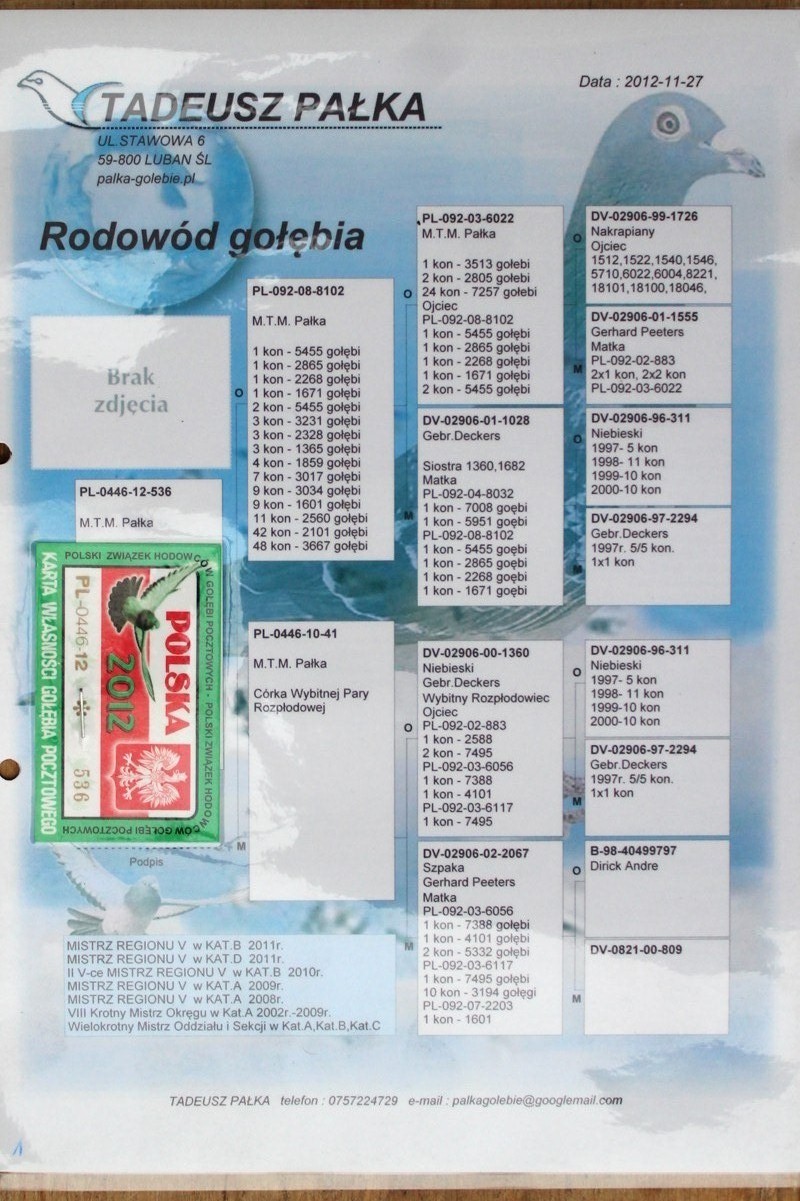 Data : 2012-11-27
TADEUSZ PAŁKA
UL.STAWOWA 6
59-800 LUBAN ŚL
palka-golebie.pl
Rodowód gołębia
Brak
zdjęcia
PL-0446-12-536
M.T.M. Pałka
POLSKI ZWIĄZEK HODOWCÓW GOŁĘBI POCZTOWYCH - POLSKI ZWIĄZEK HODOWCÓW GOŁĘBI POCZTOWYCH
KARTA WŁASNOŚCI GOŁĘBIA POCZTOWEGO
PL-0446-12
536
POLSKA
2012
Podpis
O
PL-092-08-8102
M.T.M. Pałka
1 kon - 5455 gołębi
1 kon - 2865 gołębi
1 kon - 2268 gołębi
1 kon - 1671 gołębi
2 kon - 5455 gołębi
3 kon - 3231 gołębi
3 kon - 2328 gołębi
3 kon - 1365 gołębi
4 kon - 1859 gołębi
7 kon - 3017 gołębi
9 kon - 3034 gołębi
9 kon - 1601 gołębi
11 kon - 2560 gołębi
42 kon - 2101 gołębi
48 kon - 3667 gołębi
M
PL-0446-10-41
M.T.M. Pałka
Córka Wybitnej Pary
Rozpłodowej
O
PL-092-03-6022
M.T.M. Pałka
1 kon - 3513 gołebi
2 kon - 2805 gołebi
24 kon - 7257 gołebi
Ojciec
PL-092-08-8102
1 kon - 5455 gołębi
1 kon - 2865 gołębi
1 kon - 2268 gołębi
1 kon - 1671 gołębi
2 kon - 5455 gołębi
M
DV-02906-01-1028
Gebr.Deckers
Siostra 1360,1682
Matka
PL-092-04-8032
1 kon - 7008 goębi
1 kon - 5951 goębi
PL-092-08-8102
1 kon - 5455 goębi
1 kon - 2865 goębi
1 kon - 2268 goębi
1 kon - 1671 goębi
O
DV-02906-00-1360
Niebieski
Gebr.Deckers
Wybitny Rozpłodowiec
Ojciec
PL-092-02-883
1 kon - 2588
2 kon - 7495
PL-092-03-6056
1 kon - 7388
1 kon - 4101
PL-092-03-6117
1 kon - 7495
M
DV-02906-02-2067
Szpaka
Gerhard Peeters
Matka
PL-092-03-6056
1 kon - 7388 gołębi
1 kon - 4101 gołębi
2 kon - 5332 gołębi
PL-092-03-6117
1 kon - 7495 gołębi
10 kon - 3194 gołęgi
PL-092-07-2203
1 kon - 1601
O
DV-02906-99-1726
Nakrapiany
Ojciec
1512,1522,1540,1546,
5710,6022,6004,8221,
18101,18100,18046,
M
DV-02906-01-1555
Gerhard Peeters
Matka
PL-092-02-883
2x1 kon, 2x2 kon
PL-092-03-6022
O
DV-02906-96-311
Niebieski
1997- 5 kon
1998- 11 kon
1999-10 kon
2000-10 kon
M
DV-02906-97-2294
Gebr.Deckers
1997r. 5/5 kon.
1x1 kon
O
DV-02906-96-311
Niebieski
1997- 5 kon
1998- 11 kon
1999-10 kon
2000-10 kon
M
DV-02906-97-2294
Gebr.Deckers
1997r. 5/5 kon.
1x1 kon
O
B-98-40499797
Dirick Andre
M
DV-0821-00-809
MISTRZ REGIONU V w KAT.B 2011r.
MISTRZ REGIONU V w KAT.D 2011r.
II V-ce MISTRZ REGIONU V w KAT.B 2010r.
MISTRZ REGIONU V w KAT.A 2009r.
MISTRZ REGIONU V w KAT.A 2008r.
VIII Krotny Mistrz Okręgu w Kat.A 2002r.-2009r.
Wielokrotny Mistrz Oddziału i Sekcji w Kat.A,Kat.B,Kat.C
TADEUSZ PAŁKA telefon : 0757224729 e-mail : palkagolebie@googlemail.com